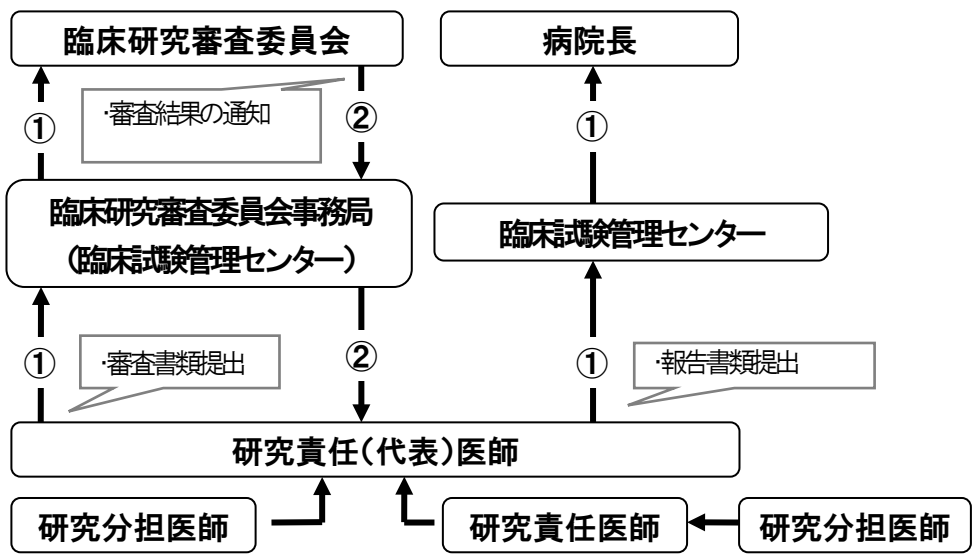 臨床研究審査委員会
病院長
①
・審査結果の通知
②
①
臨床研究審査委員会事務局
（臨床試験管理センター）
臨床試験管理センター
①
・審査書類提出
②
①
・報告書類提出
研究責任（代表）医師
研究分担医師
研究責任医師
研究分担医師